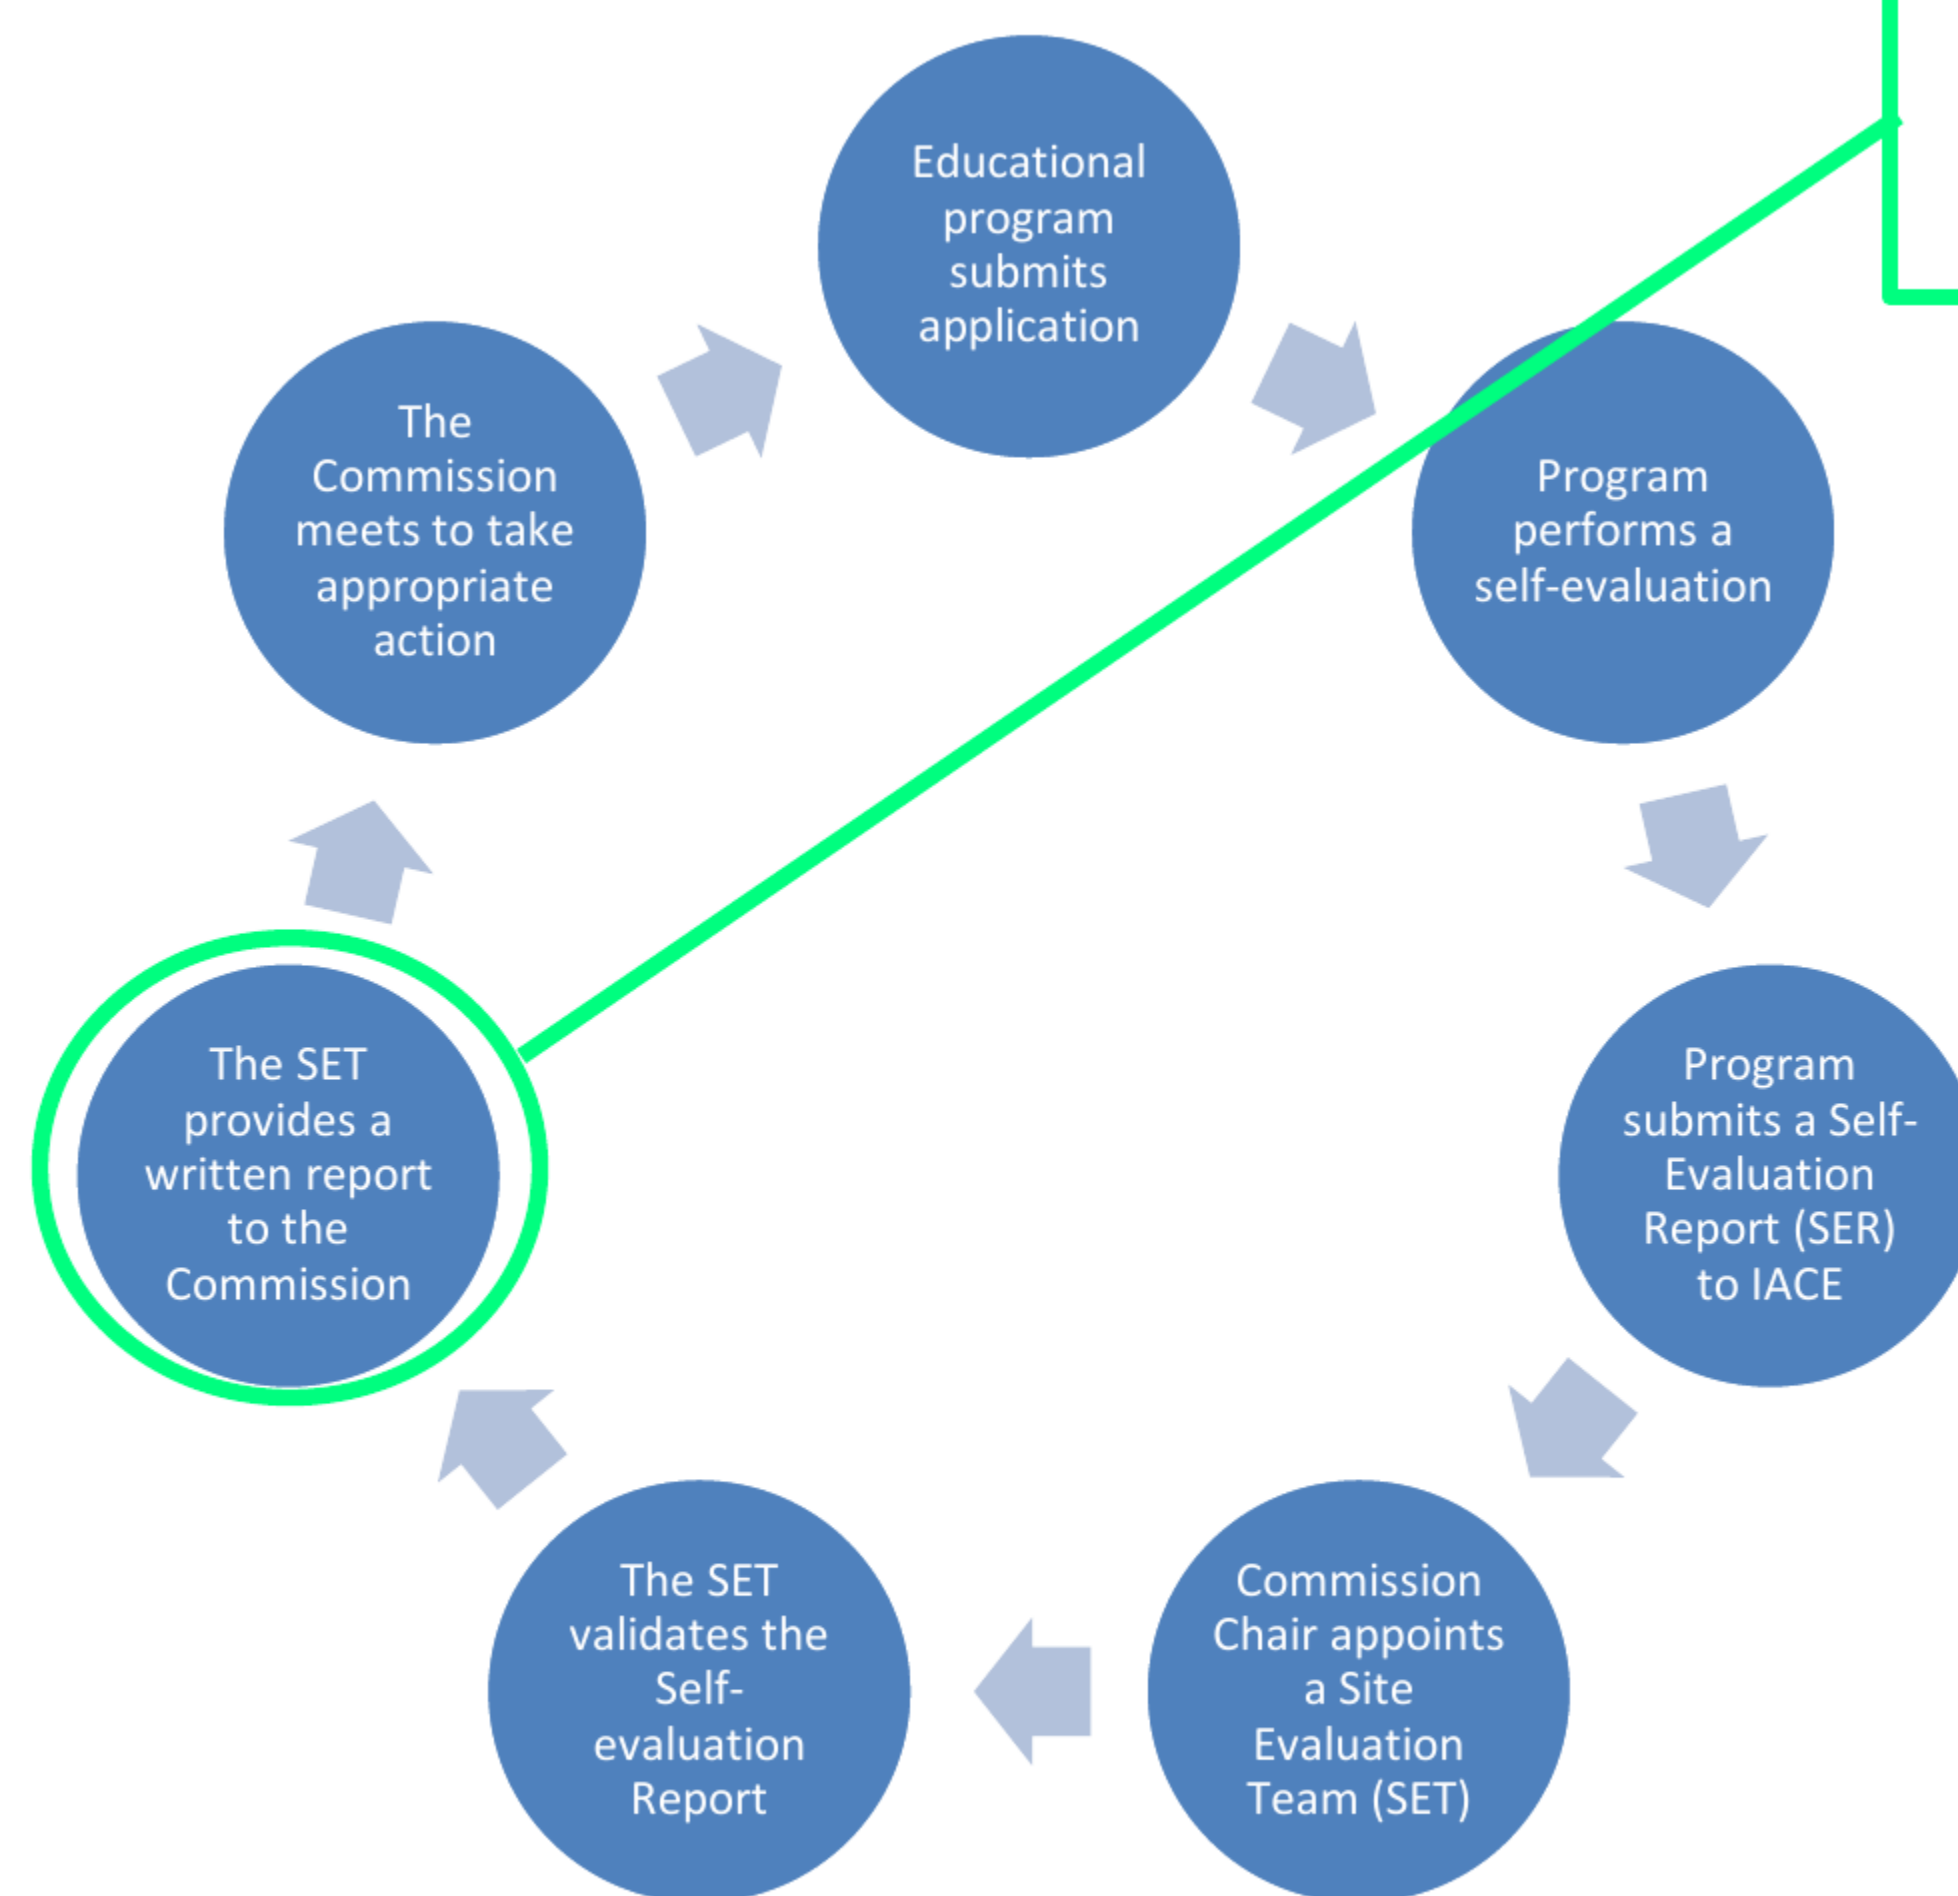 Educational
program
submits
application
Program
performs a
self-evaluation
Program
submits a Self-
Evaluation
Report (SER)
to IACE
Commission
Chair appoints
a Site
Evaluation
Team (SET)
The SET
validates the
Self-
evaluation
Report
The SET
provides a
written report
to the
Commission
The
Commission
meets to take
appropriate
action